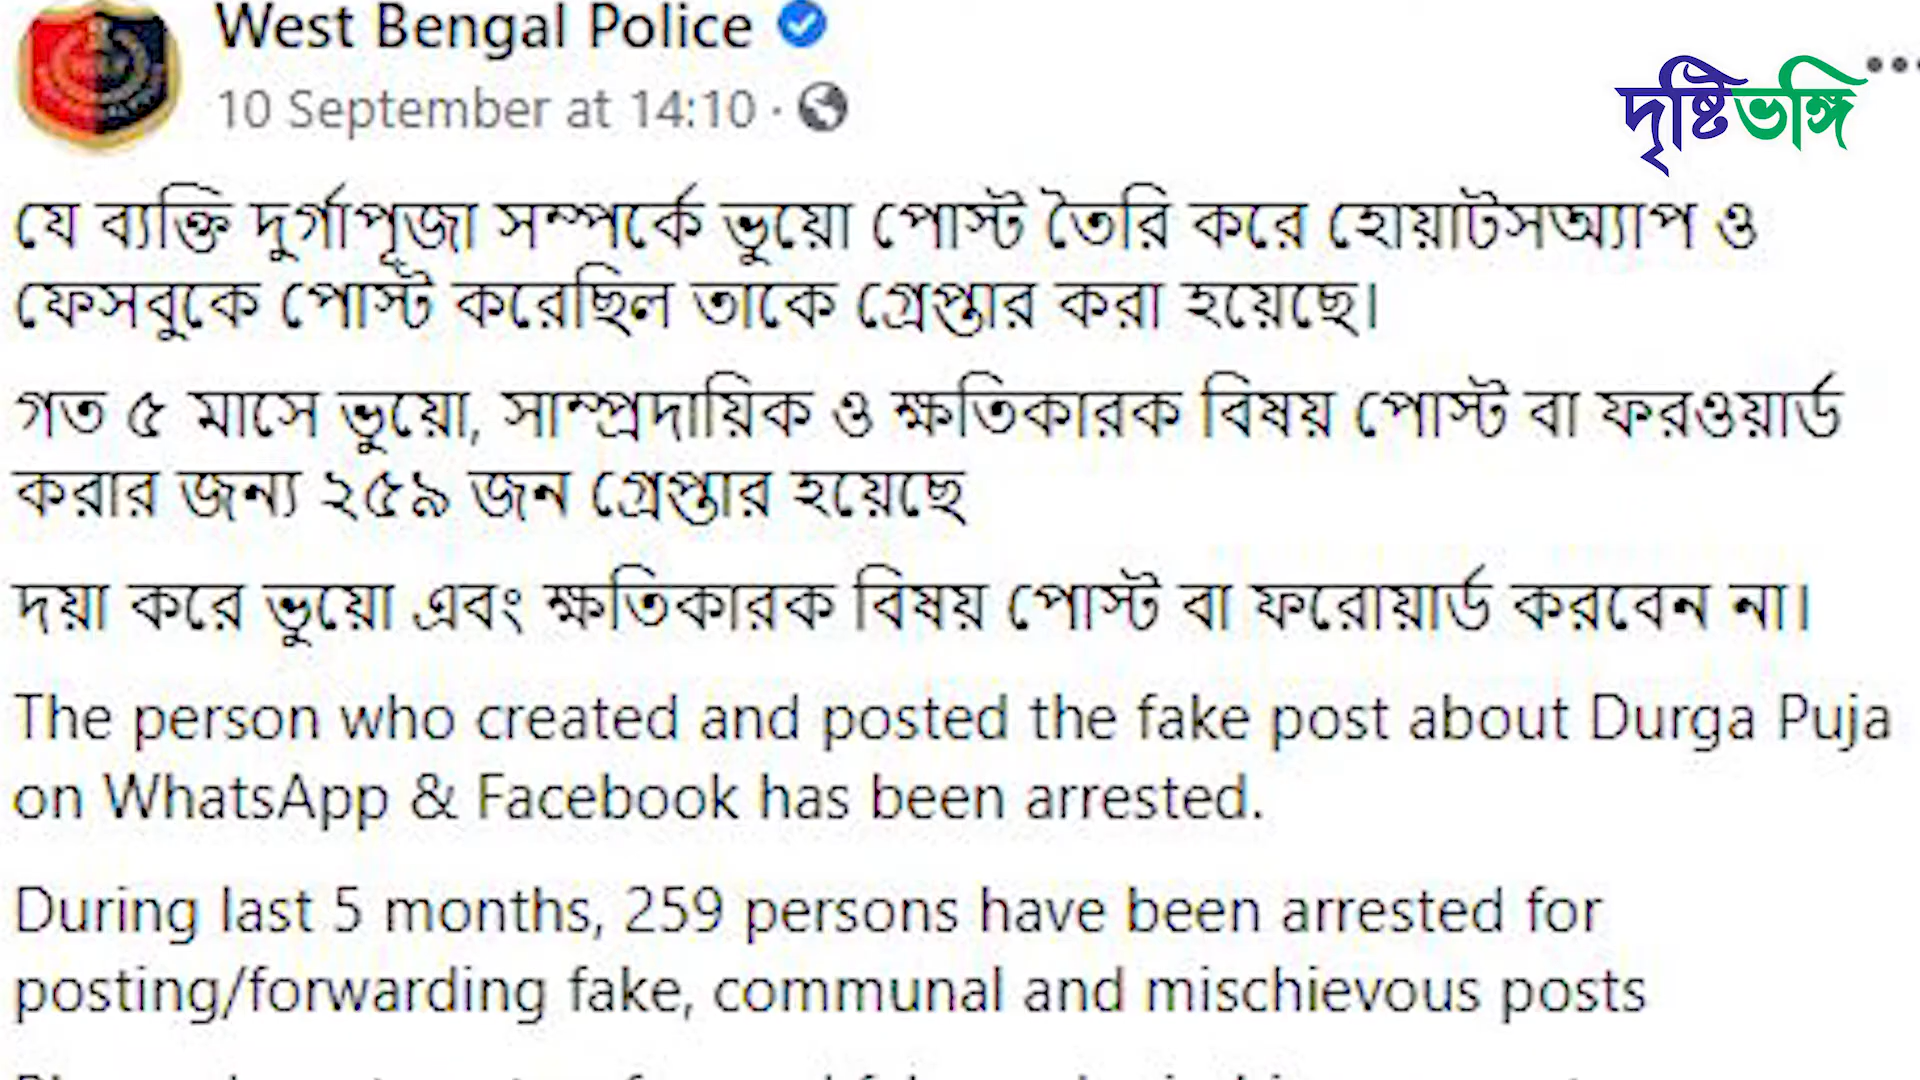 West Bengal Police
10 September at 14:10 ·
দৃষ্টিভঙ্গি
যে ব্যক্তি দুর্গাপূজা সম্পর্কে ভুয়ো পোস্ট তৈরি করে হোয়াটসঅ্যাপ ও
ফেসবুকে পোস্ট করেছিল তাকে গ্রেপ্তার করা হয়েছে।
গত ৫ মাসে ভুয়ো, সাম্প্রদায়িক ও ক্ষতিকারক বিষয় পোস্ট বা ফরওয়ার্ড
করার জন্য ২৫৯ জন গ্রেপ্তার হয়েছে
দয়া করে ভুয়ো এবং ক্ষতিকারক বিষয় পোস্ট বা ফরোয়ার্ড করবেন না।
The person who created and posted the fake post about Durga Puja
on WhatsApp & Facebook has been arrested.
During last 5 months, 259 persons have been arrested for
posting/forwarding fake, communal and mischievous posts